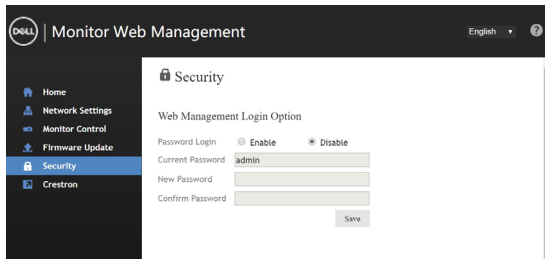 DELL | Monitor Web Management
English ?
Home
Network Settings
Monitor Control
Firmware Update
Security
Crestron
Security
Web Management Login Option
Password Login Enable Disable
Current Password admin
New Password
Confirm Password
Save